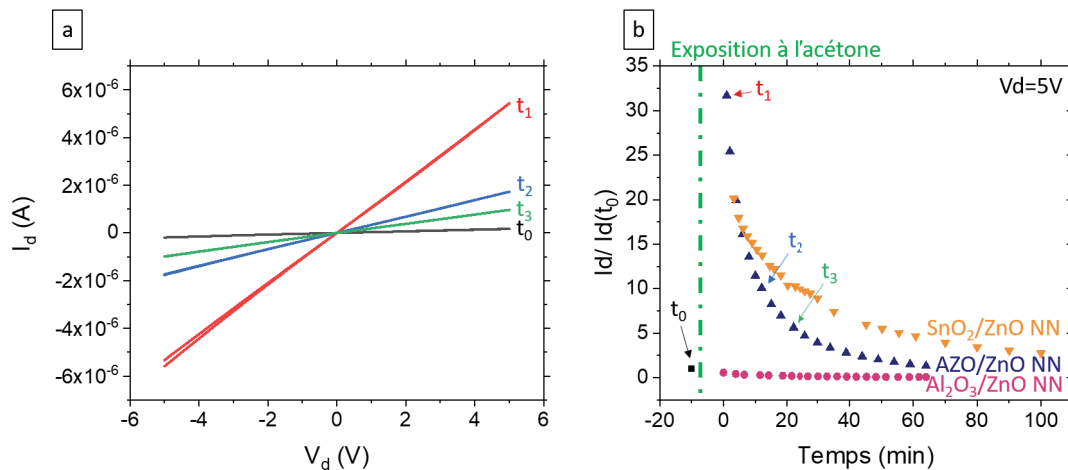 a
6x10⁻⁶
4x10⁻⁶
2x10⁻⁶
0
-2x10⁻⁶
-4x10⁻⁶
-6x10⁻⁶
I_d (A)
t₁
t₂
t₃
t₀
-6 -4 -2 0 2 4 6
V_d (V)
b
Exposition à l'acétone
35
30
25
20
15
10
5
0
Id/ Id(t₀)
Vd=5V
t₁
t₂
t₃
t₀
SnO₂/ZnO NN
AZO/ZnO NN
Al₂O₃/ZnO NN
-20 0 20 40 60 80 100
Temps (min)